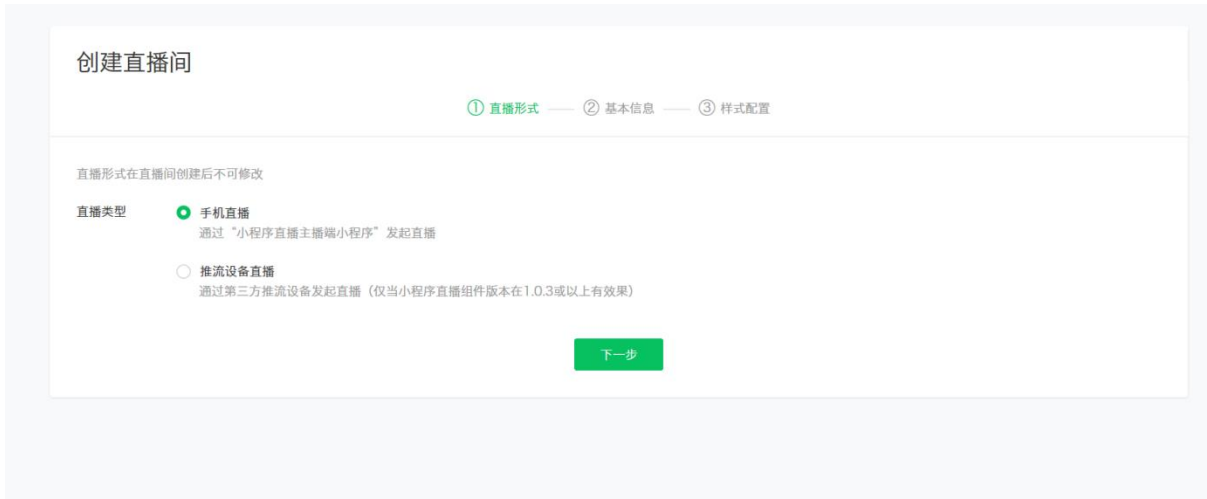 创建直播间
① 直播形式 —— ② 基本信息 —— ③ 样式配置
直播形式在直播间创建后不可修改
直播类型 手机直播
通过“小程序直播主播端小程序”发起直播
推流设备直播
通过第三方推流设备发起直播（仅当小程序直播组件版本在1.0.3或以上有效果）
下一步